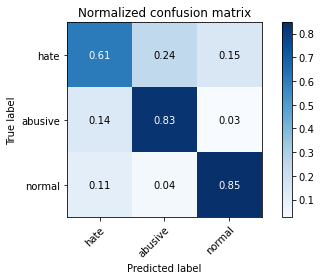 Normalized confusion matrix
True label
hate
0.61 0.24 0.15
abusive
0.14 0.83 0.03
normal
0.11 0.04 0.85
hate abusive normal
Predicted label
0.8
0.7
0.6
0.5
0.4
0.3
0.2
0.1